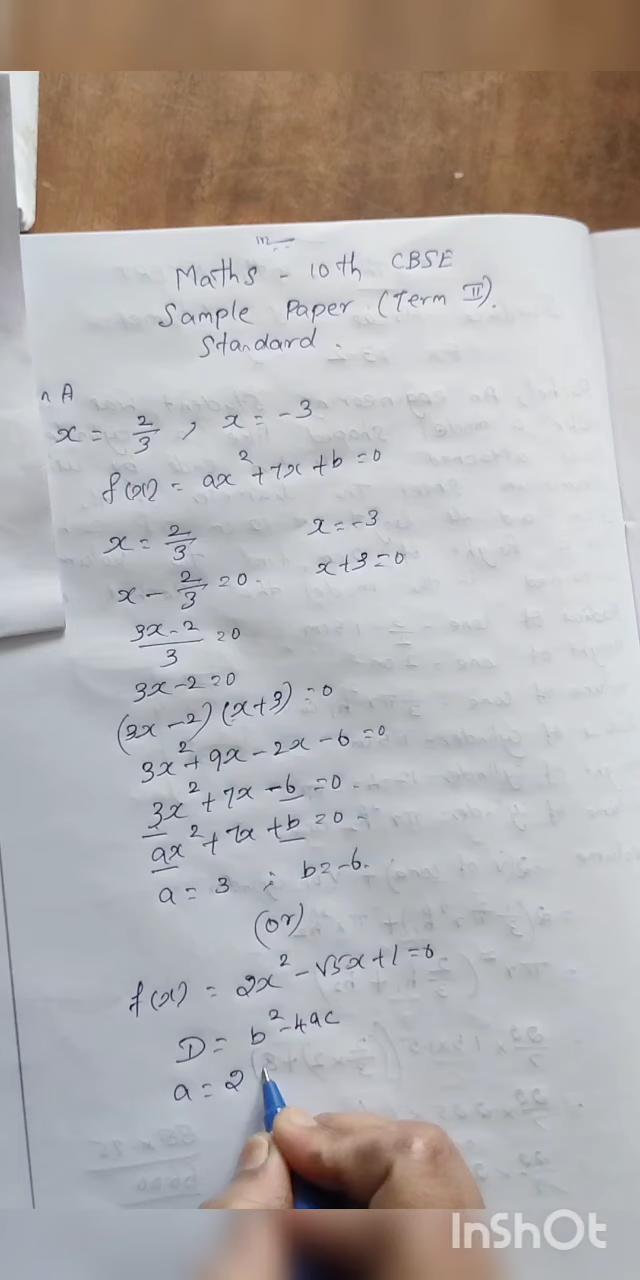 Maths - 10th CBSE
Sample Paper (Term II).
Standard.
n A
x = 2/3 , x = -3
f(x) = ax² + 7x + b = 0
x = 2/3 x = -3
x - 2/3 = 0. x+3=0
3x-2/3 = 0
3x-2=0
(3x-2)(x+3) = 0
3x² + 9x - 2x - 6 = 0
3x² + 7x - 6 = 0
ax² + 7x + b = 0
a = 3 ; b = -6.
(or)
f(x) = 2x² - √5x + 1 = 0
D = b² - 4ac
a = 2
InShOt